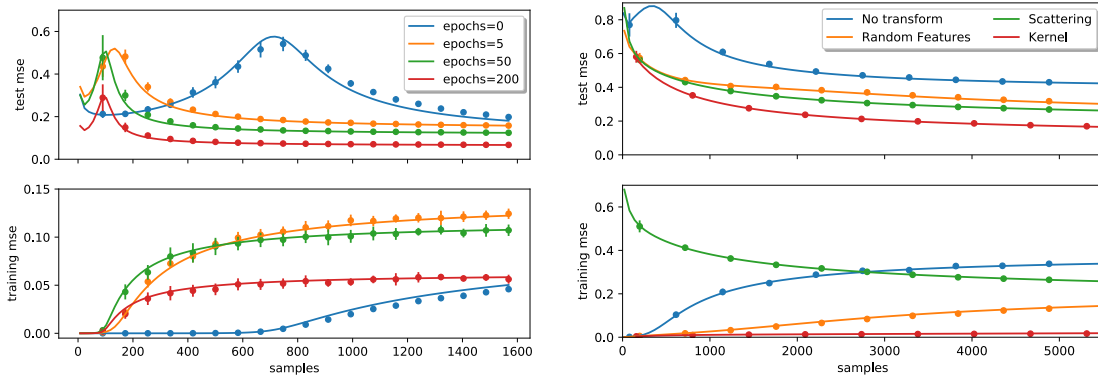 0.6
0.4
0.2
0.0
test mse
epochs=0
epochs=5
epochs=50
epochs=200
0.15
0.10
0.05
0.00
training mse
0 200 400 600 800 1000 1200 1400 1600
samples
0.8
0.6
0.4
0.2
0.0
test mse
No transform Scattering
Random Features Kernel
0.6
0.4
0.2
0.0
training mse
0 1000 2000 3000 4000 5000
samples